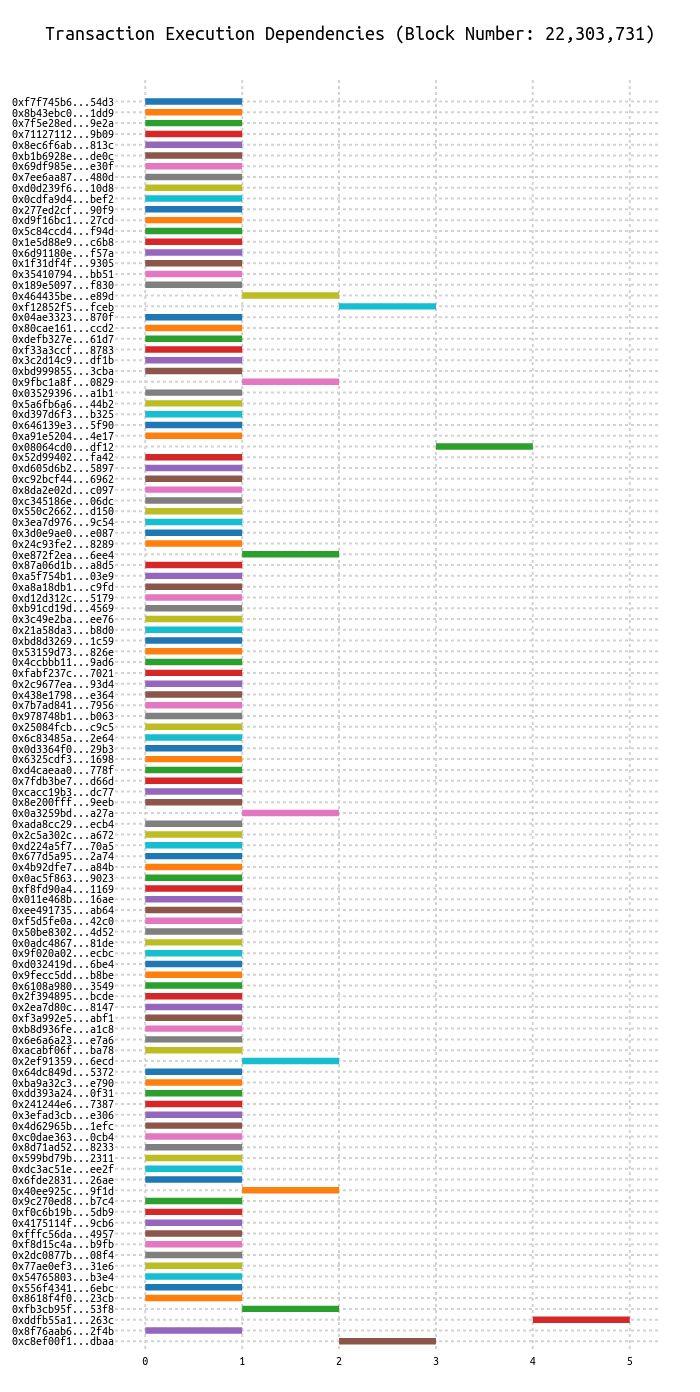 Transaction Execution Dependencies (Block Number: 22,303,731)
0xf7f745b6...54d3
0x8b43ebc0...1dd9
0x7f5e28ed...9e2a
0x71127112...9b09
0x8ec6f6ab...813c
0xb1b6928e...de0c
0x69df985e...e30f
0x7ee6aa87...480d
0xd0d239f6...10d8
0x0cdfa9d4...bef2
0x277ed2cf...90f9
0xd9f16bc1...27cd
0x5c84ccd4...f94d
0x1e5d88e9...c6b8
0x6d91180e...f57a
0x1f31df4f...9305
0x35410794...bb51
0x189e5097...f830
0x464435be...e89d
0xf12852f5...fceb
0x04ae3323...870f
0x80cae161...ccd2
0xdefb327e...61d7
0xf33a3ccf...8783
0x3c2d14c9...df1b
0xbd999855...3cba
0x9fbc1a8f...0829
0x03529396...a1b1
0x5a6fb6a6...44b2
0xd397d6f3...b325
0x646139e3...5f90
0xa91e5204...4e17
0x08064cd0...df12
0x52d99402...fa42
0xd605d6b2...5897
0xc92bcf44...6962
0x8da2e02d...c097
0xc345186e...06dc
0x550c2662...d150
0x3ea7d976...9c54
0x3d0e9ae0...e087
0x24c93fe2...8289
0xe872f2ea...6ee4
0x87a06d1b...a8d5
0xa5f754b1...03e9
0xa8a18db1...c9fd
0xd12d312c...5179
0xb91cd19d...4569
0x3c49e2ba...ee76
0x21a58da3...b8d0
0xbd8d3269...1c59
0x53159d73...826e
0x4ccbbb11...9ad6
0xfabf237c...7021
0x2c9677ea...93d4
0x438e1798...e364
0x7b7ad841...7956
0x978748b1...b063
0x25084fcb...c9c5
0x6c83485a...2e64
0x0d3364f0...29b3
0x6325cdf3...1698
0xd4caeaa0...778f
0x7fdb3be7...d66d
0xcacc19b3...dc77
0x8e200fff...9eeb
0x0a3259bd...a27a
0xada8cc29...ecb4
0x2c5a302c...a672
0xd224a5f7...70a5
0x677d5a95...2a74
0x4b92dfe7...a84b
0x0ac5f863...9023
0xf8fd90a4...1169
0x011e468b...16ae
0xee491735...ab64
0xf5d5fe0a...42c0
0x50be8302...4d52
0x0adc4867...81de
0x9f020a02...ecbc
0xd032419d...6be4
0x9fecc5dd...b8be
0x6108a980...3549
0x2f394895...bcde
0x2ea7d80c...8147
0xf3a992e5...abf1
0xb8d936fe...a1c8
0x6e6a6a23...e7a6
0xacabf06f...ba78
0x2ef91359...6ecd
0x64dc849d...5372
0xba9a32c3...e790
0xdd393a24...0f31
0x241244e6...7387
0x3efad3cb...e306
0x4d62965b...1efc
0xc0dae363...0cb4
0x8d71ad52...8233
0x599bd79b...2311
0xdc3ac51e...ee2f
0x6fde2831...26ae
0x40ee925c...9f1d
0x9c270ed8...b7c4
0xf0c6b19b...5db9
0x4175114f...9cb6
0xfffc56da...4957
0xf8d15c4a...b9fb
0x2dc0877b...08f4
0x77ae0ef3...31e6
0x54765803...b3e4
0x556f4341...6ebc
0x8618f4f0...23cb
0xfb3cb95f...53f8
0xddfb55a1...263c
0x8f76aab6...2f4b
0xc8ef00f1...dbaa
0 1 2 3 4 5